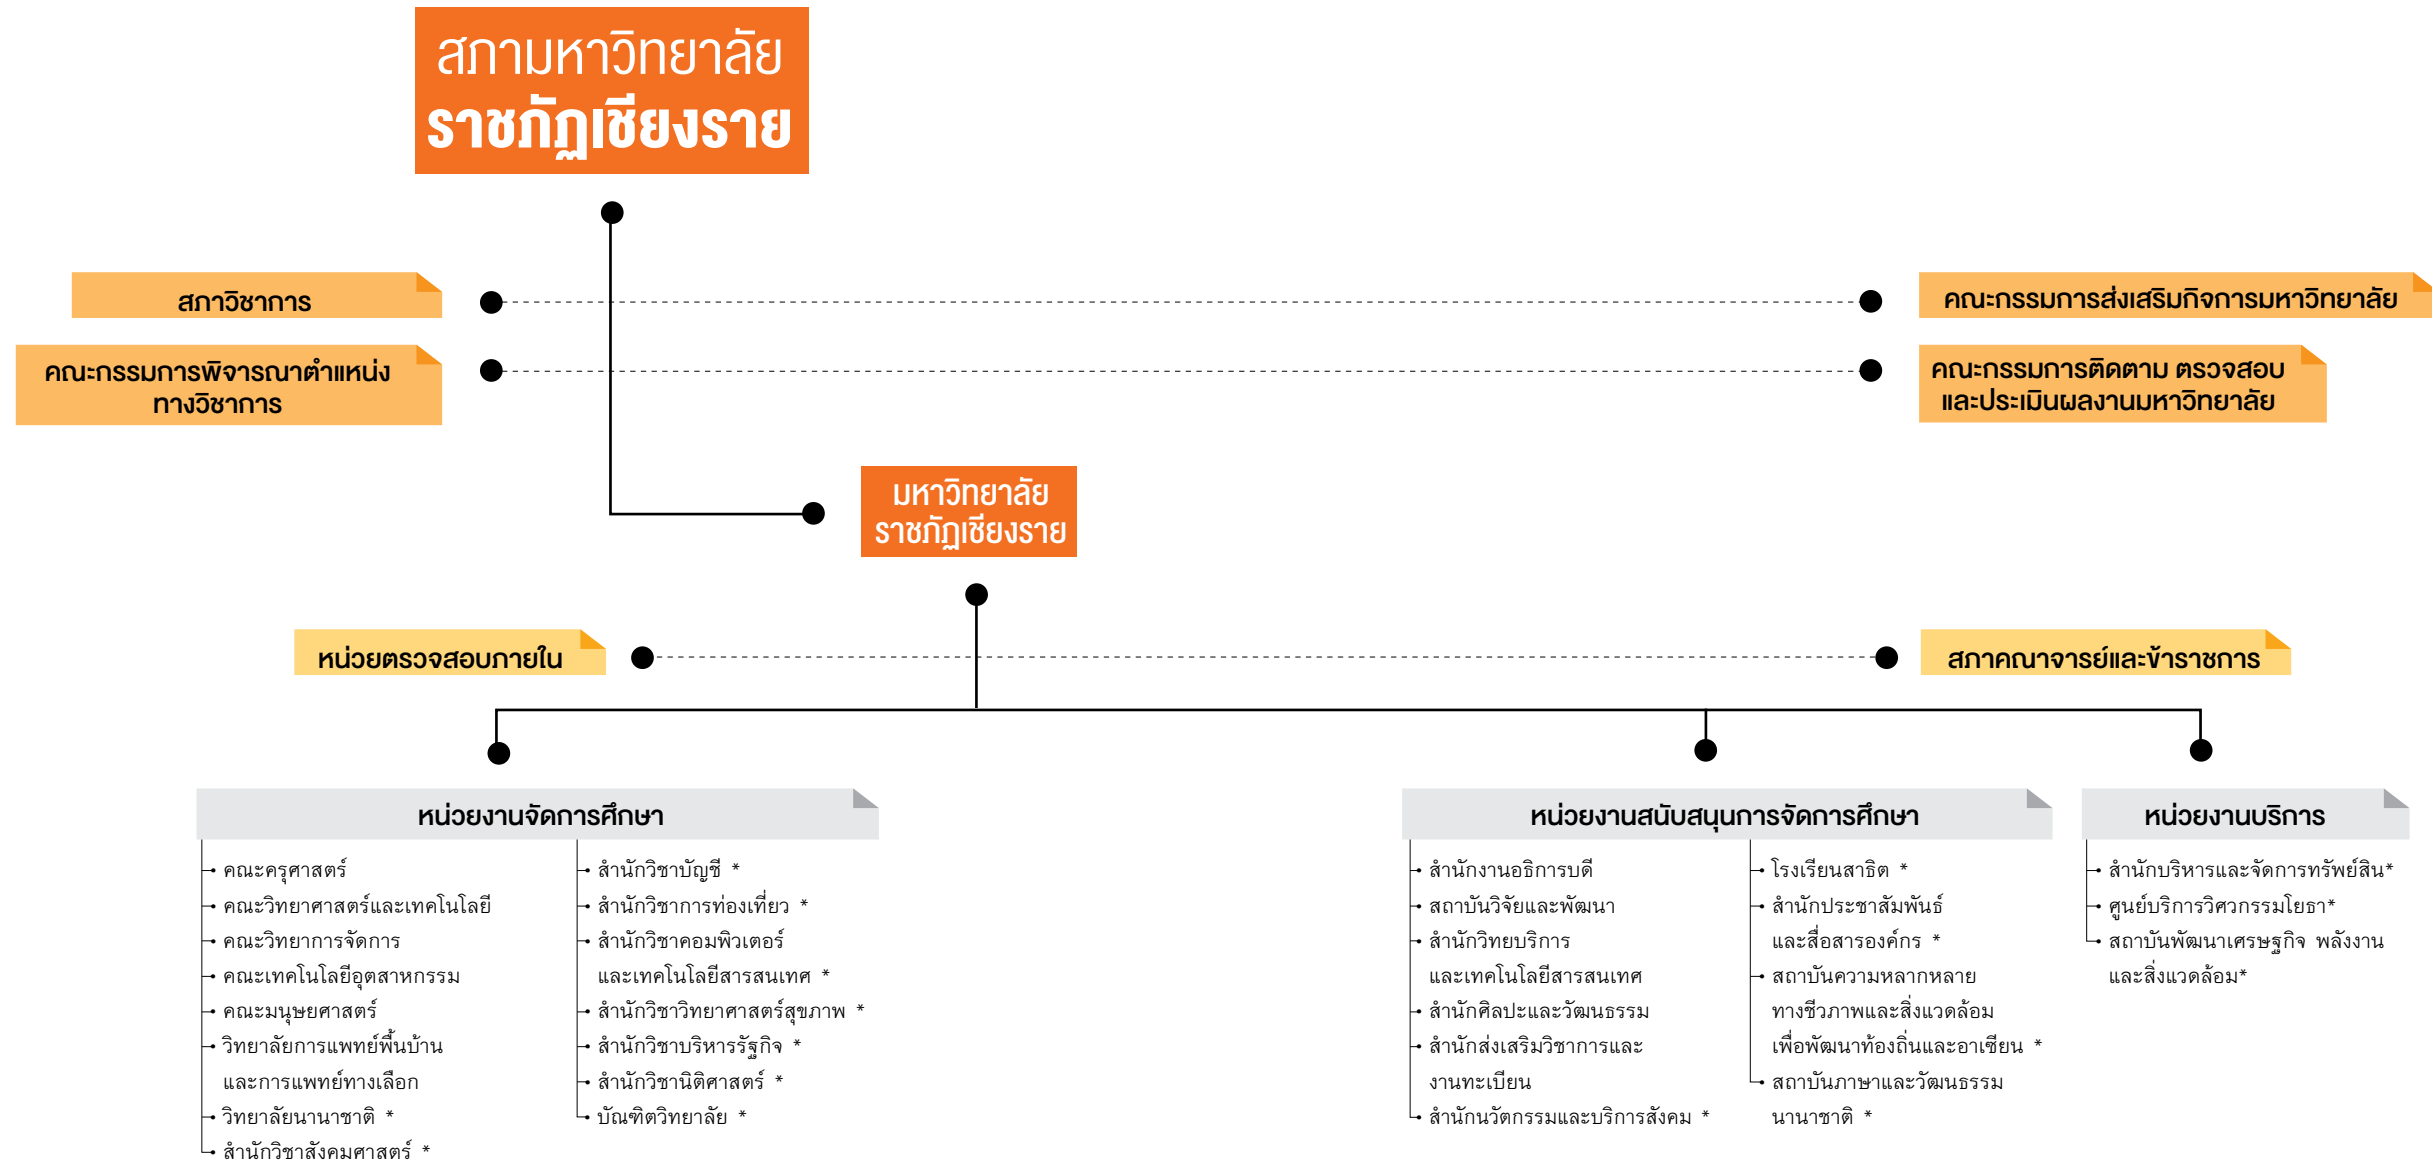 สภามหาวิทยาลัย
ราชภัฏเชียงราย
สภาวิชาการ
คณะกรรมการส่งเสริมกิจการมหาวิทยาลัย
คณะกรรมการพิจารณาตำแหน่ง
ทางวิชาการ
คณะกรรมการติดตาม ตรวจสอบ
และประเมินผลงานมหาวิทยาลัย
มหาวิทยาลัย
ราชภัฏเชียงราย
หน่วยตรวจสอบภายใน
สภาคณาจารย์และข้าราชการ
หน่วยงานจัดการศึกษา
คณะครุศาสตร์
คณะวิทยาศาสตร์และเทคโนโลยี
คณะวิทยาการจัดการ
คณะเทคโนโลยีอุตสาหกรรม
คณะมนุษยศาสตร์
วิทยาลัยการแพทย์พื้นบ้าน
และการแพทย์ทางเลือก
วิทยาลัยนานาชาติ *
สำนักวิชาสังคมศาสตร์ *
สำนักวิชาบัญชี *
สำนักวิชาการท่องเที่ยว *
สำนักวิชาคอมพิวเตอร์
และเทคโนโลยีสารสนเทศ *
สำนักวิชาวิทยาศาสตร์สุขภาพ *
สำนักวิชาบริหารรัฐกิจ *
สำนักวิชานิติศาสตร์ *
บัณฑิตวิทยาลัย *
หน่วยงานสนับสนุนการจัดการศึกษา
สำนักงานอธิการบดี
สถาบันวิจัยและพัฒนา
สำนักวิทยบริการ
และเทคโนโลยีสารสนเทศ
สำนักศิลปะและวัฒนธรรม
สำนักส่งเสริมวิชาการและ
งานทะเบียน
สำนักนวัตกรรมและบริการสังคม *
โรงเรียนสาธิต *
สำนักประชาสัมพันธ์
และสื่อสารองค์กร *
สถาบันความหลากหลาย
ทางชีวภาพและสิ่งแวดล้อม
เพื่อพัฒนาท้องถิ่นและอาเซียน *
สถาบันภาษาและวัฒนธรรม
นานาชาติ *
หน่วยงานบริการ
สำนักบริหารและจัดการทรัพย์สิน*
ศูนย์บริการวิศวกรรมโยธา*
สถาบันพัฒนาเศรษฐกิจ พลังงาน
และสิ่งแวดล้อม*